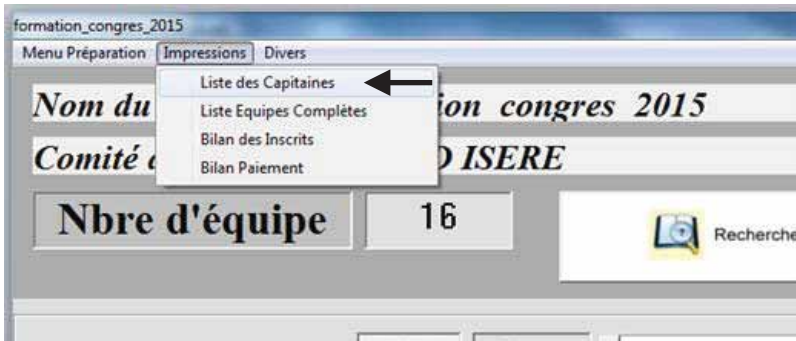 formation_congres_2015
Menu Préparation Impressions Divers
Liste des Capitaines
Nom du ion congres 2015
Liste Equipes Complètes
Bilan des Inscrits
Comité d O ISERE
Bilan Paiement
Nbre d'équipe 16
Recherche